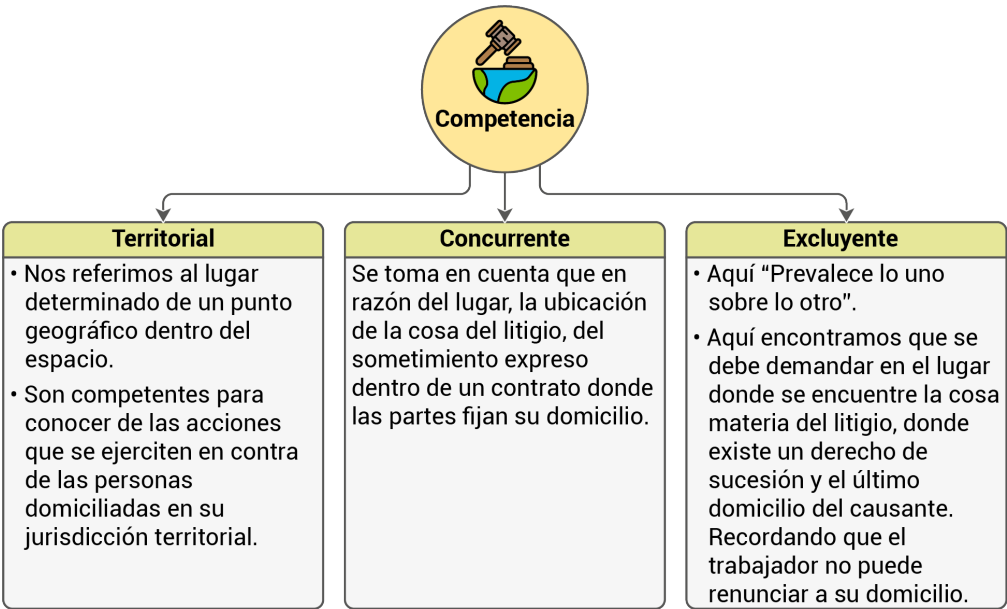 Competencia
Territorial
• Nos referimos al lugar
determinado de un punto
geográfico dentro del
espacio.
• Son competentes para
conocer de las acciones
que se ejerciten en contra
de las personas
domiciliadas en su
jurisdicción territorial.
Concurrente
Se toma en cuenta que en
razón del lugar, la ubicación
de la cosa del litigio, del
sometimiento expreso
dentro de un contrato donde
las partes fijan su domicilio.
Excluyente
• Aquí “Prevalece lo uno
sobre lo otro”.
• Aquí encontramos que se
debe demandar en el lugar
donde se encuentre la cosa
materia del litigio, donde
existe un derecho de
sucesión y el último
domicilio del causante.
Recordando que el
trabajador no puede
renunciar a su domicilio.